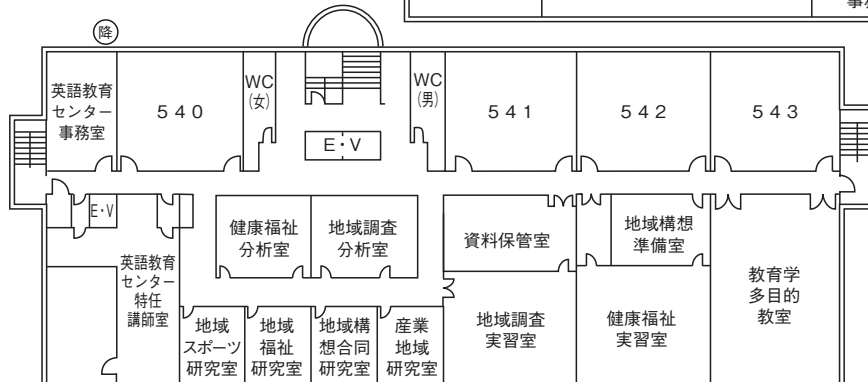 事務
降
英語教育
センター
事務室
540
WC
(女)
E・V
WC
(男)
541
542
543
E・V
英語教育
センター
特任
講師室
健康福祉
分析室
地域調査
分析室
資料保管室
地域構想
準備室
地域
スポーツ
研究室
地域
福祉
研究室
地域構
想合同
研究室
産業
地域
研究室
地域調査
実習室
健康福祉
実習室
教育学
多目的
教室